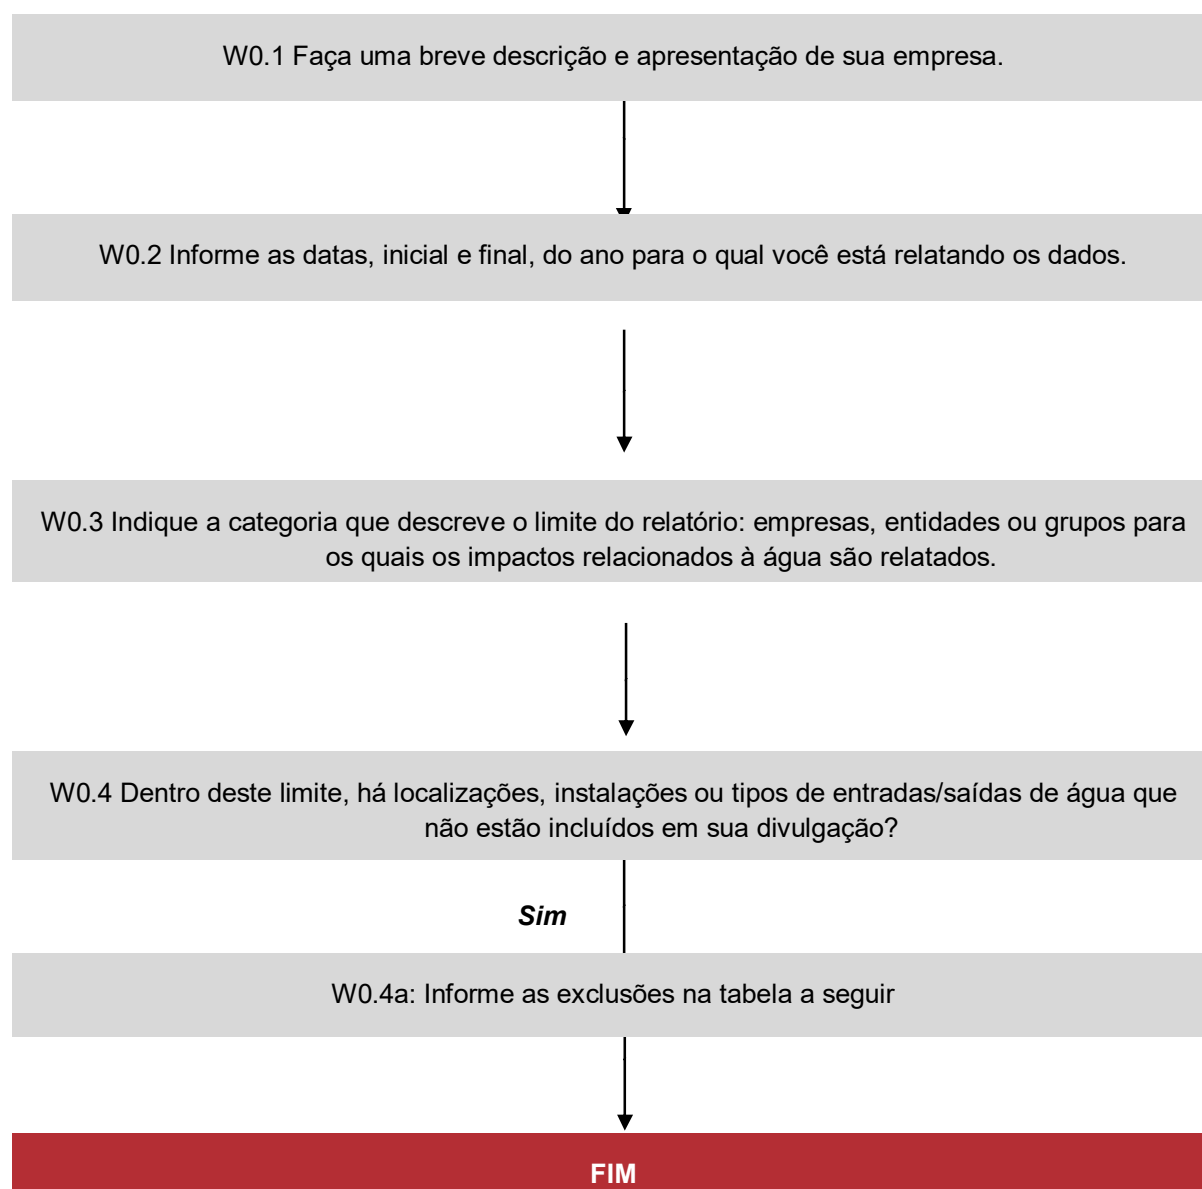 W0.1 Faça uma breve descrição e apresentação de sua empresa.
W0.2 Informe as datas, inicial e final, do ano para o qual você está relatando os dados.
W0.3 Indique a categoria que descreve o limite do relatório: empresas, entidades ou grupos para
os quais os impactos relacionados à água são relatados.
W0.4 Dentro deste limite, há localizações, instalações ou tipos de entradas/saídas de água que
não estão incluídos em sua divulgação?
Sim
W0.4a: Informe as exclusões na tabela a seguir
FIM